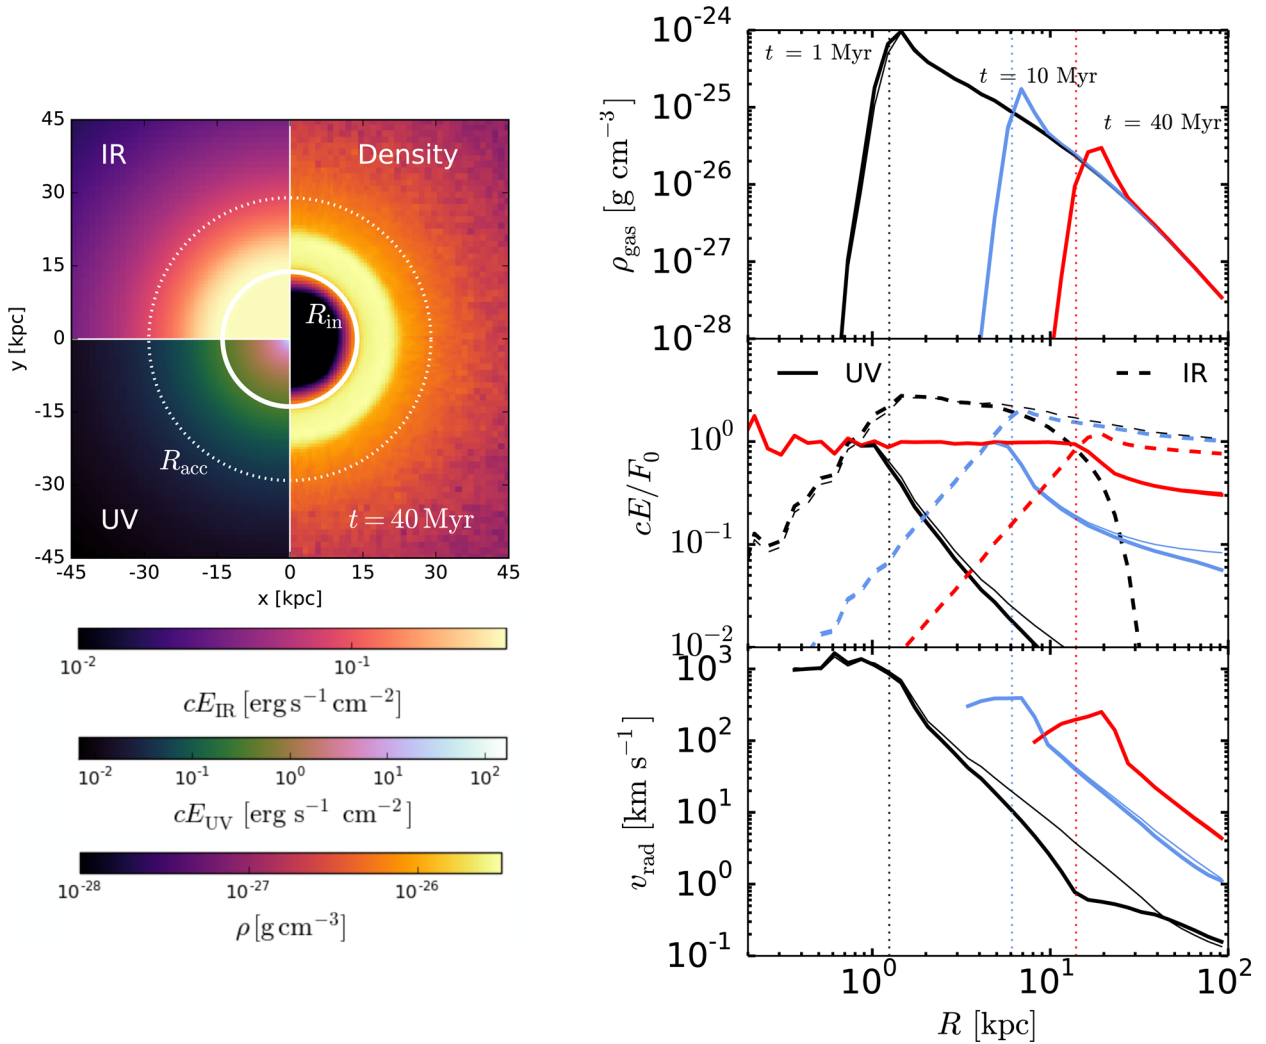 45
30
15
0
-15
-30
-45
y [kpc]
IR
Density
R_in
R_acc
UV
t = 40 Myr
-45 -30 -15 0 15 30 45
x [kpc]
10^-2 10^-1
cE_IR [erg s^-1 cm^-2]
10^-2 10^-1 10^0 10^1 10^2
cE_UV [erg s^-1 cm^-2]
10^-28 10^-27 10^-26
ρ [g cm^-3]
10^-24
10^-25
10^-26
10^-27
10^-28
ρ_gas [g cm^-3]
t = 1 Myr
t = 10 Myr
t = 40 Myr
UV
IR
10^0
10^-1
10^-2
cE/F_0
10^3
10^2
10^1
10^0
10^-1
v_rad [km s^-1]
10^0 10^1 10^2
R [kpc]